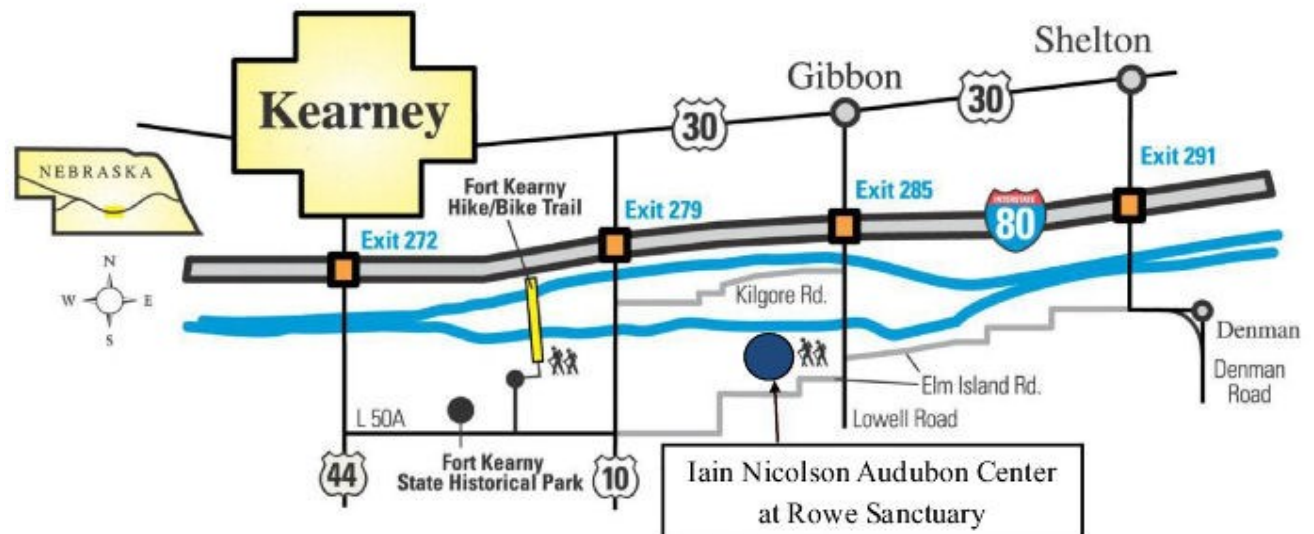 Kearney
Gibbon
Shelton
30
30
NEBRASKA
Fort Kearny
Hike/Bike Trail
Exit 272
Exit 279
Exit 285
Exit 291
INTERSTATE
80
N
W
E
S
Kilgore Rd.
Denman
Denman
Road
Elm Island Rd.
L 50A
Lowell Road
Fort Kearny
State Historical Park
44
10
Iain Nicolson Audubon Center
at Rowe Sanctuary